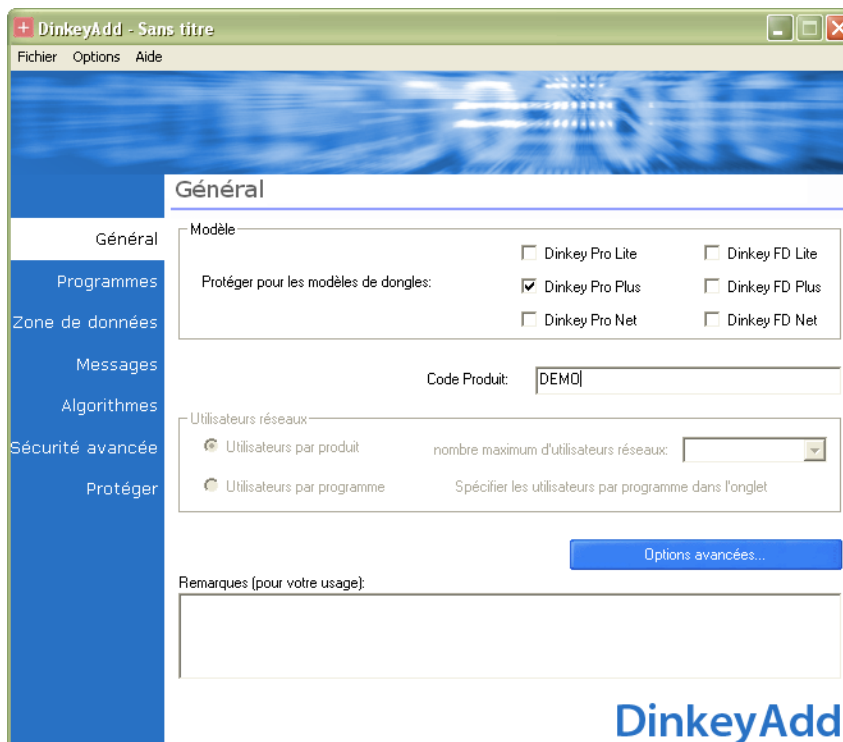 DinkeyAdd - Sans titre
Fichier Options Aide
Général
Général
Programmes
Zone de données
Messages
Algorithmes
Sécurité avancée
Protéger
Modèle
Protéger pour les modèles de dongles:
Dinkey Pro Lite
Dinkey FD Lite
Dinkey Pro Plus
Dinkey FD Plus
Dinkey Pro Net
Dinkey FD Net
Code Produit:
DEMO
Utilisateurs réseaux
Utilisateurs par produit
nombre maximum d'utilisateurs réseaux:
Utilisateurs par programme
Spécifier les utilisateurs par programme dans l'onglet
Options avancées...
Remarques (pour votre usage):
DinkeyAdd